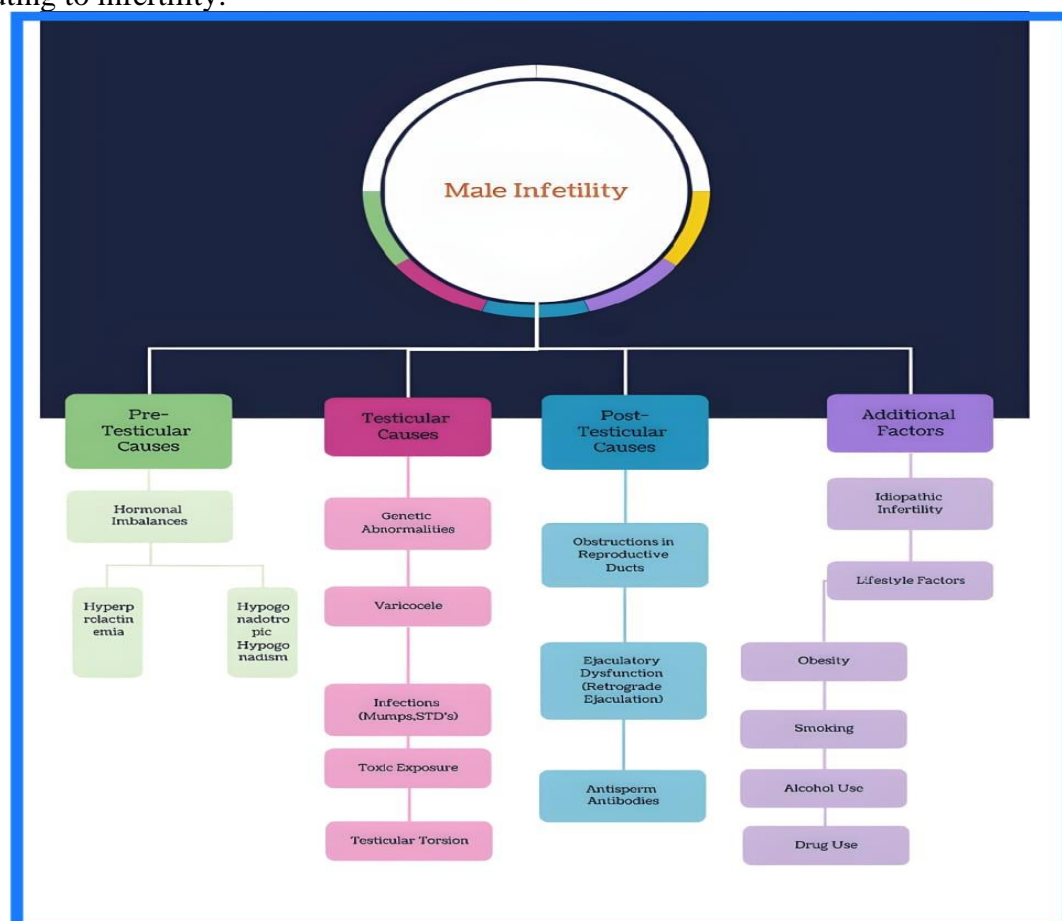 to infertility.
Male Infetility
Pre-
Testicular
Causes
Hormonal
Imbalances
Hyperp
rolactin
emia
Hypogo
nadotro
pic
Hypogo
nadism
Testicular
Causes
Genetic
Abnormalities
Varicocele
Infections
(Mumps,STD's)
Toxic Exposure
Testicular Torsion
Post-
Testicular
Causes
Obstructions in
Reproductive
Ducts
Ejaculatory
Dysfunction
(Retrograde
Ejaculation)
Antisperm
Antibodies
Additional
Factors
Idiopathic
Infertility
Lifestyle Factors
Obesity
Smoking
Alcohol Use
Drug Use